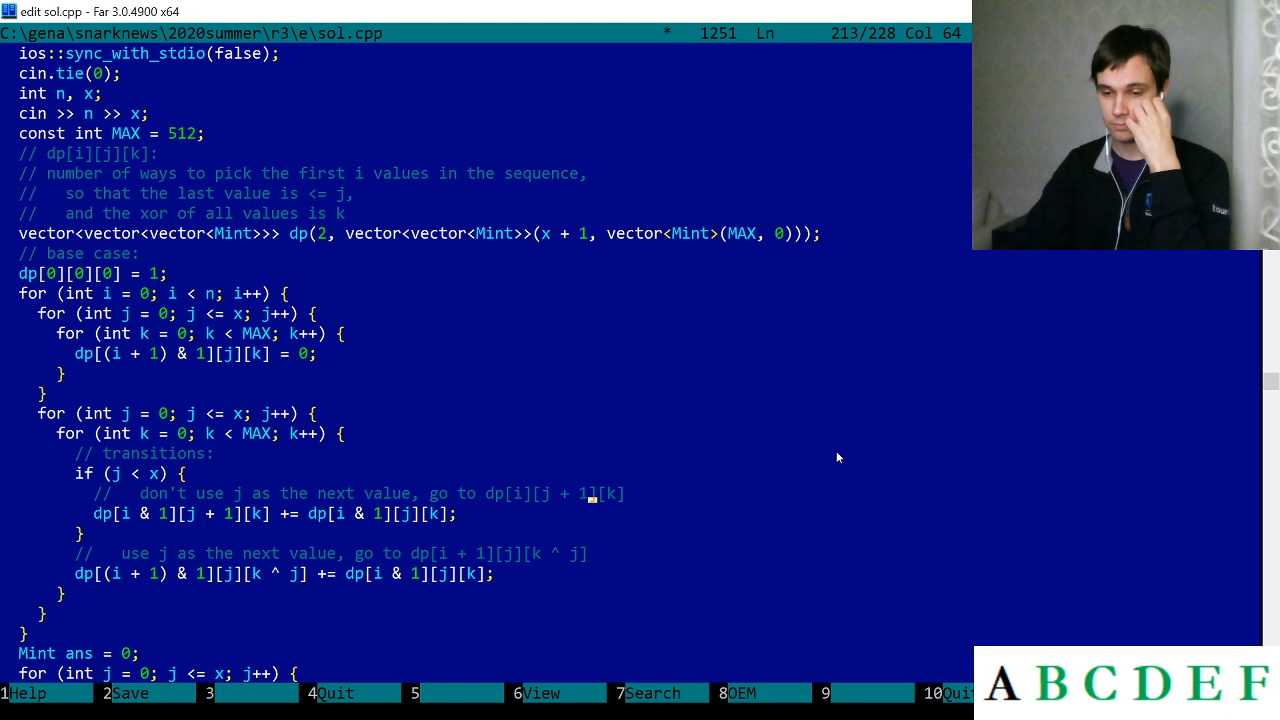 edit sol.cpp - Far 3.0.4900 x64
C:\gena\snarknews\2020summer\r3\e\sol.cpp * 1251 Ln 213/228 Col 64
ios::sync_with_stdio(false);
cin.tie(0);
int n, x;
cin >> n >> x;
const int MAX = 512;
// dp[i][j][k]:
// number of ways to pick the first i values in the sequence,
//   so that the last value is <= j,
//   and the xor of all values is k
vector<vector<vector<Mint>>> dp(2, vector<vector<Mint>>(x + 1, vector<Mint>(MAX, 0)));
// base case:
dp[0][0][0] = 1;
for (int i = 0; i < n; i++) {
for (int j = 0; j <= x; j++) {
for (int k = 0; k < MAX; k++) {
dp[(i + 1) & 1][j][k] = 0;
}
}
for (int j = 0; j <= x; j++) {
for (int k = 0; k < MAX; k++) {
// transitions:
if (j < x) {
//   don't use j as the next value, go to dp[i][j + 1][k]
dp[i & 1][j + 1][k] += dp[i & 1][j][k];
}
//   use j as the next value, go to dp[i + 1][j][k ^ j]
dp[(i + 1) & 1][j][k ^ j] += dp[i & 1][j][k];
}
}
}
Mint ans = 0;
for (int j = 0; j <= x; j++) {
1Help 2Save 3 4Quit 5 6View 7Search 8OEM 9 10Qui
tour
A B C D E F